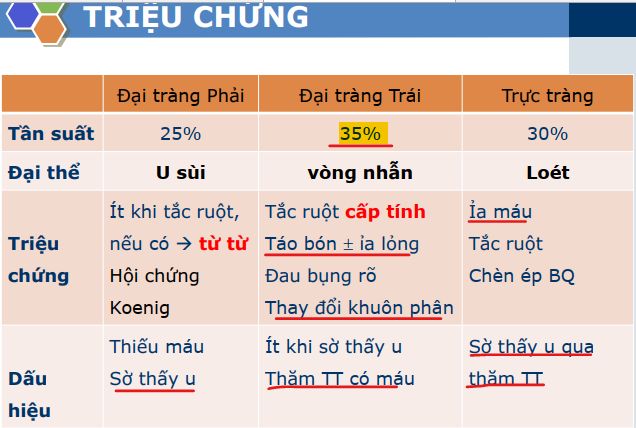 TRIỆU CHỨNG
Đại tràng Phải Đại tràng Trái Trực tràng
Tần suất 25% 35% 30%
Đại thể U sùi vòng nhẫn Loét
Triệu chứng
Ít khi tắc ruột,
nếu có → từ từ
Hội chứng
Koenig
Tắc ruột cấp tính
Táo bón ± ỉa lỏng
Đau bụng rõ
Thay đổi khuôn phân
Ỉa máu
Tắc ruột
Chèn ép BQ
Dấu
hiệu
Thiếu máu
Sờ thấy u
Ít khi sờ thấy u
Thăm TT có máu
Sờ thấy u qua
thăm TT